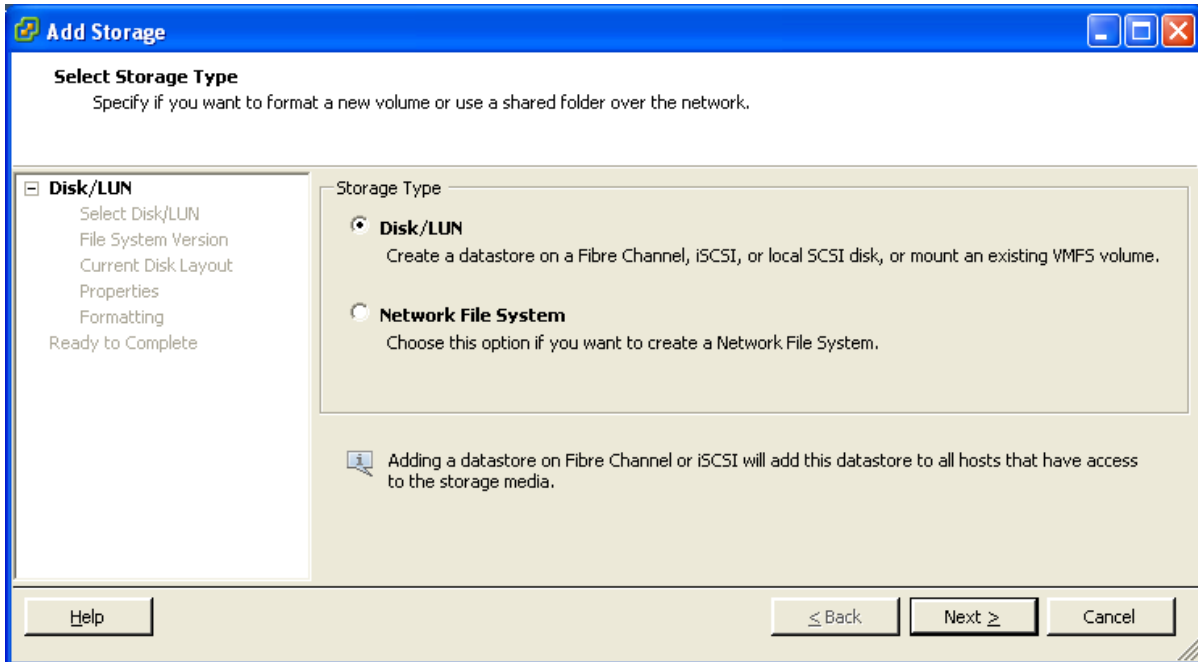 Add Storage
Select Storage Type
Specify if you want to format a new volume or use a shared folder over the network.
Disk/LUN
Select Disk/LUN
File System Version
Current Disk Layout
Properties
Formatting
Ready to Complete
Storage Type
Disk/LUN
Create a datastore on a Fibre Channel, iSCSI, or local SCSI disk, or mount an existing VMFS volume.
Network File System
Choose this option if you want to create a Network File System.
Adding a datastore on Fibre Channel or iSCSI will add this datastore to all hosts that have access
to the storage media.
Help
< Back
Next >
Cancel